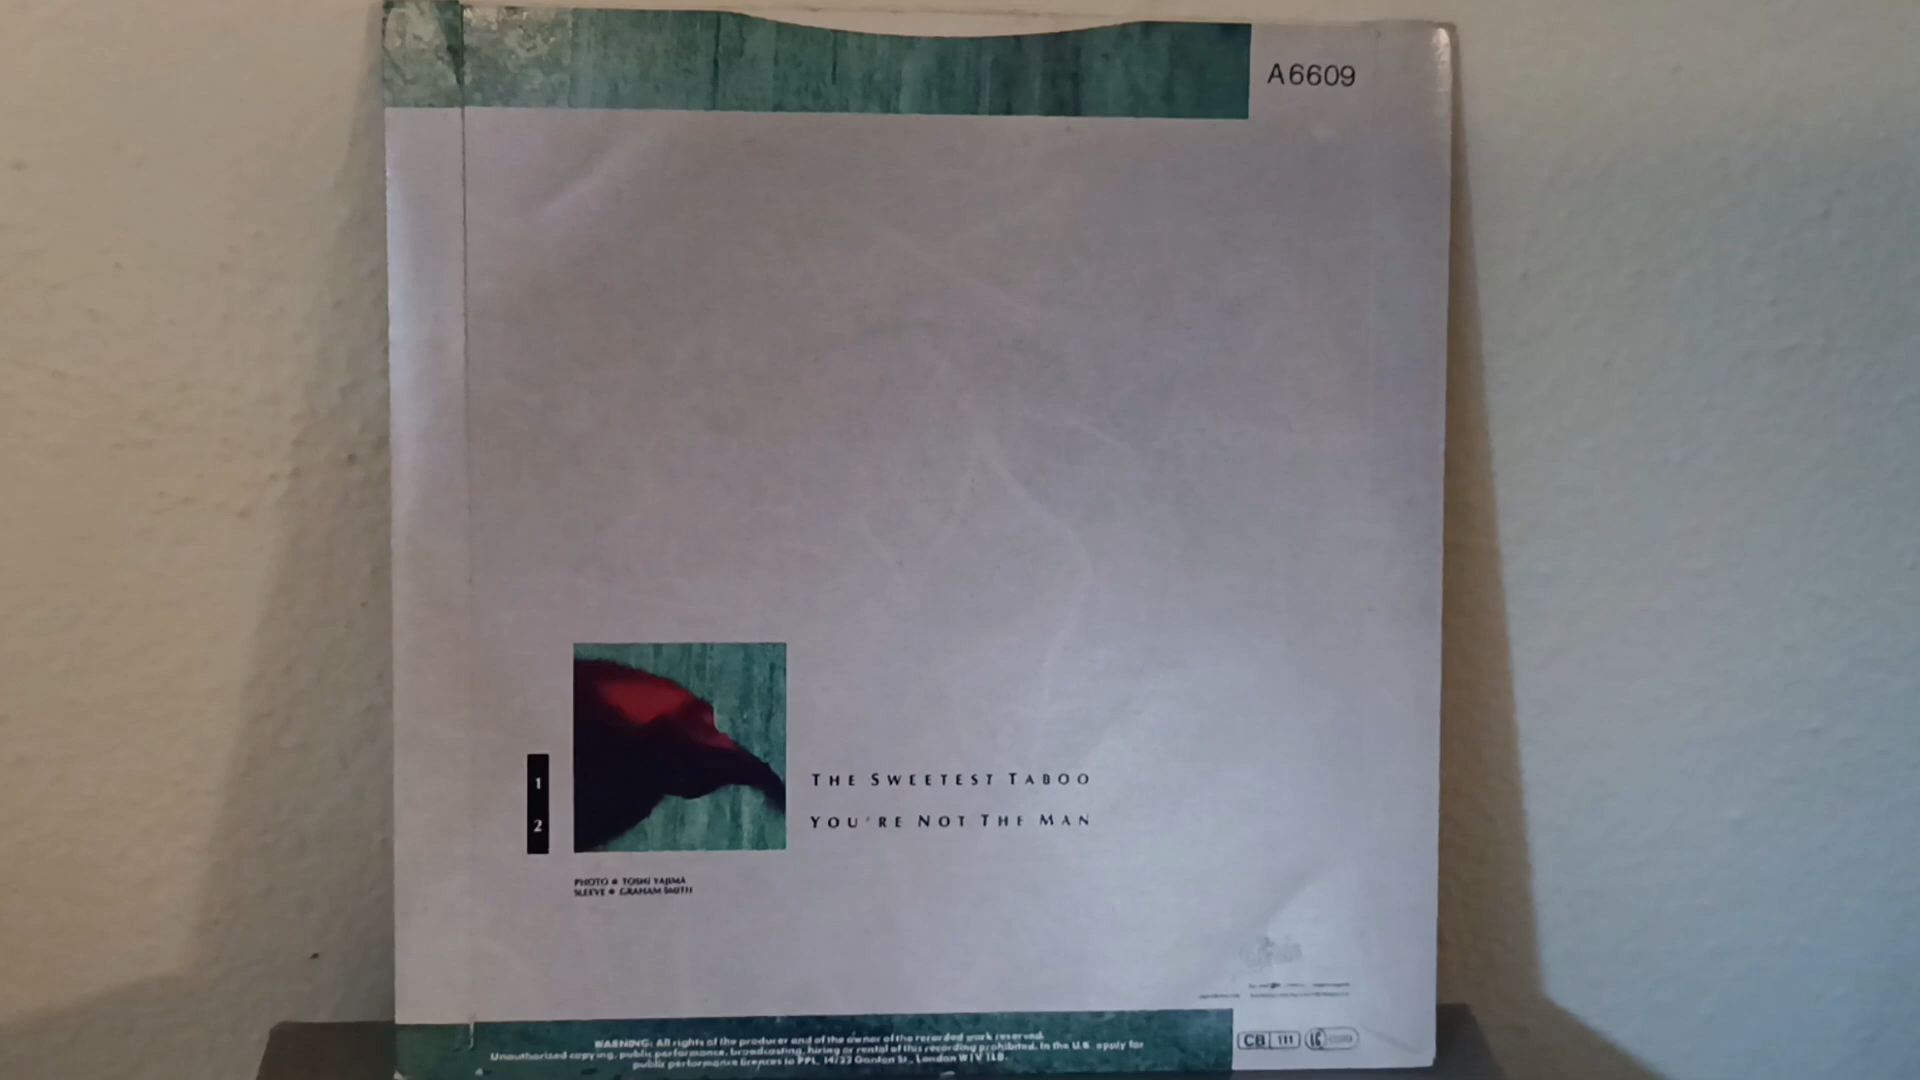 A6609
1 THE SWEETEST TABOO
2 YOU'RE NOT THE MAN
PHOTO ● TOSHI YAJIMA
SLEEVE ● GRAHAM SMITH
WARNING: All rights of the producer and of the owner of the recorded work reserved.
Unauthorised copying, public performance, broadcasting, hiring or rental of this recording prohibited. In the U.K. apply for
public performance licences to PPL, 14/22 Ganton St., London W1V 1LB.
CB 111 LC